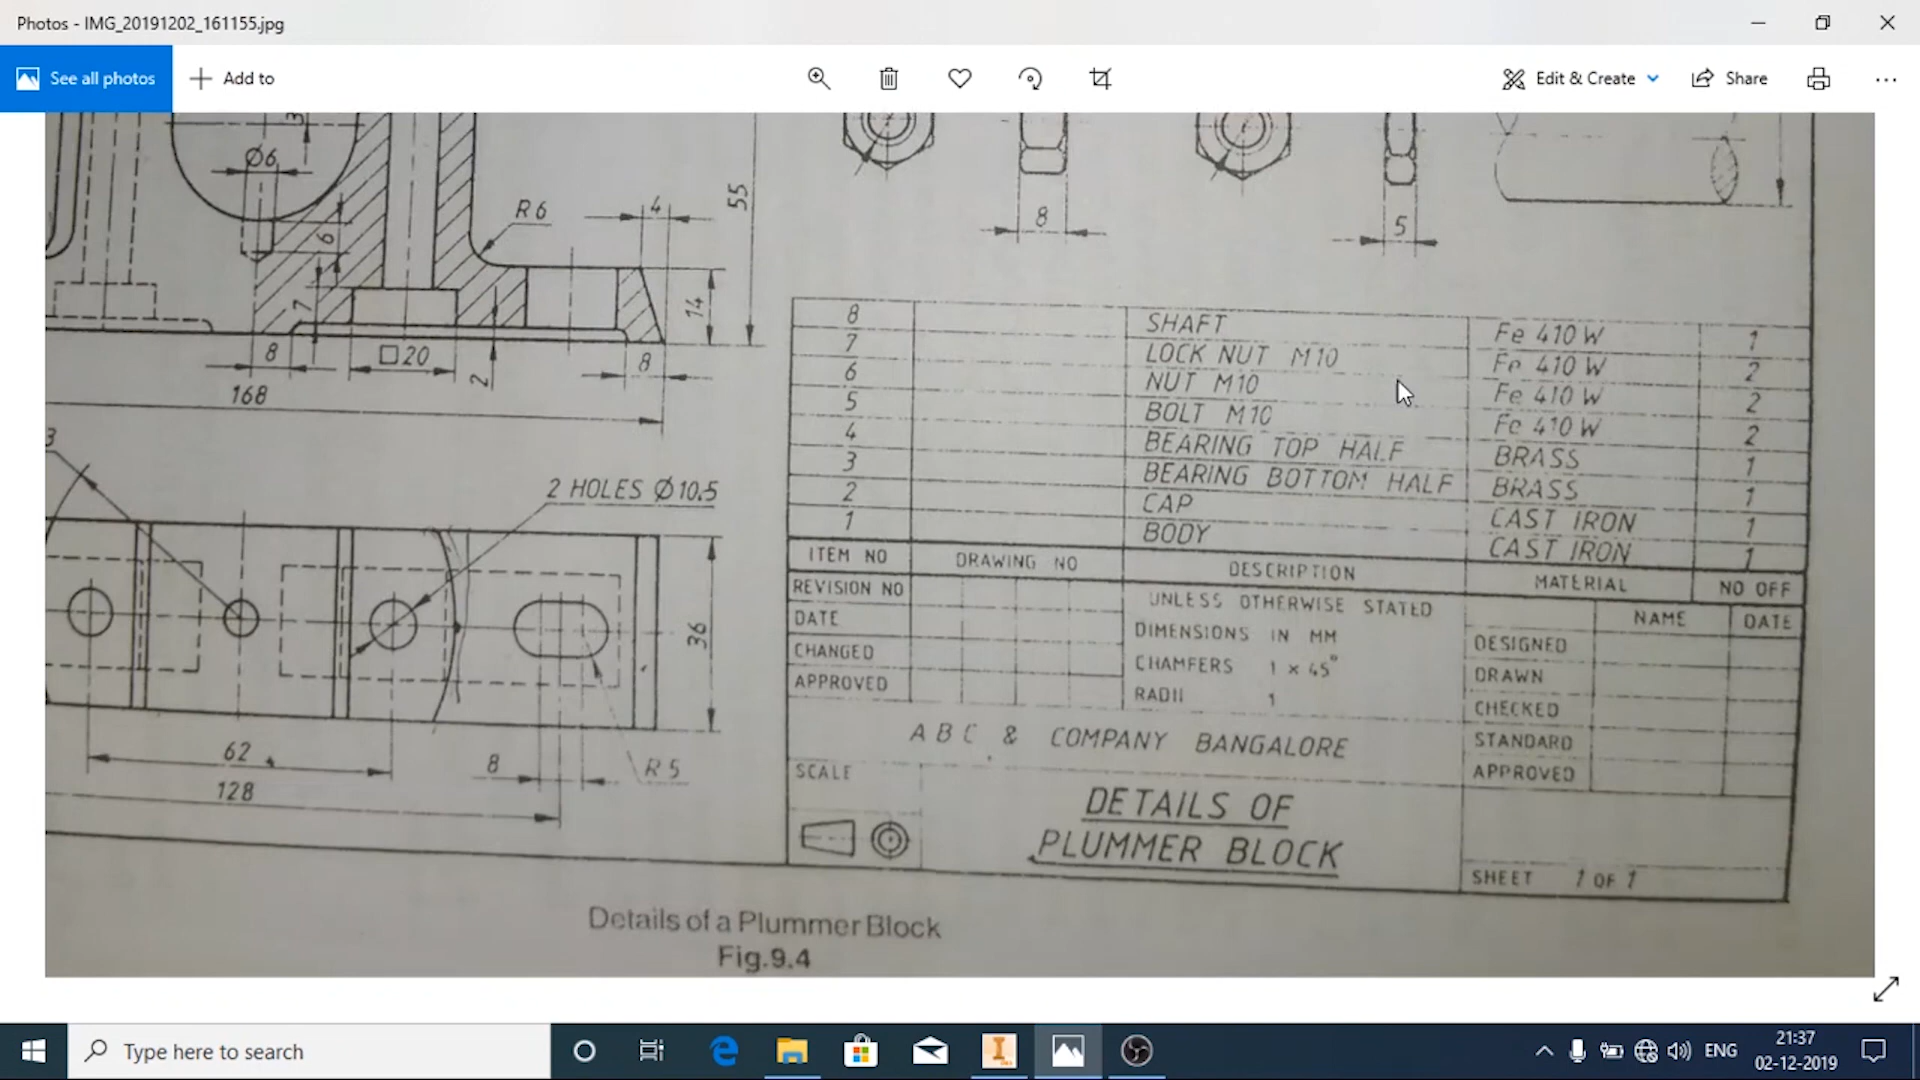 Photos - IMG_20191202_161155.jpg
See all photos
Add to
Edit & Create
Share
Ø6
3
6
7
R6
4
55
14
8
□20
2
8
168
8
5
3
2 HOLES Ø10.5
36
62
8
R5
128
8 SHAFT Fe 410 W 1
7 LOCK NUT M10 Fe 410 W 2
6 NUT M10 Fe 410 W 2
5 BOLT M10 Fe 410 W 2
4 BEARING TOP HALF BRASS 1
3 BEARING BOTTOM HALF BRASS 1
2 CAP CAST IRON 1
1 BODY CAST IRON 1
ITEM NO DRAWING NO DESCRIPTION MATERIAL NO OFF
REVISION NO
DATE
CHANGED
APPROVED
UNLESS OTHERWISE STATED
DIMENSIONS IN MM
CHAMFERS 1 × 45°
RADII 1
NAME DATE
DESIGNED
DRAWN
CHECKED
STANDARD
APPROVED
ABC & COMPANY BANGALORE
SCALE
DETAILS OF
PLUMMER BLOCK
SHEET 1 OF 1
Details of a Plummer Block
Fig.9.4
Type here to search
ENG
21:37
02-12-2019